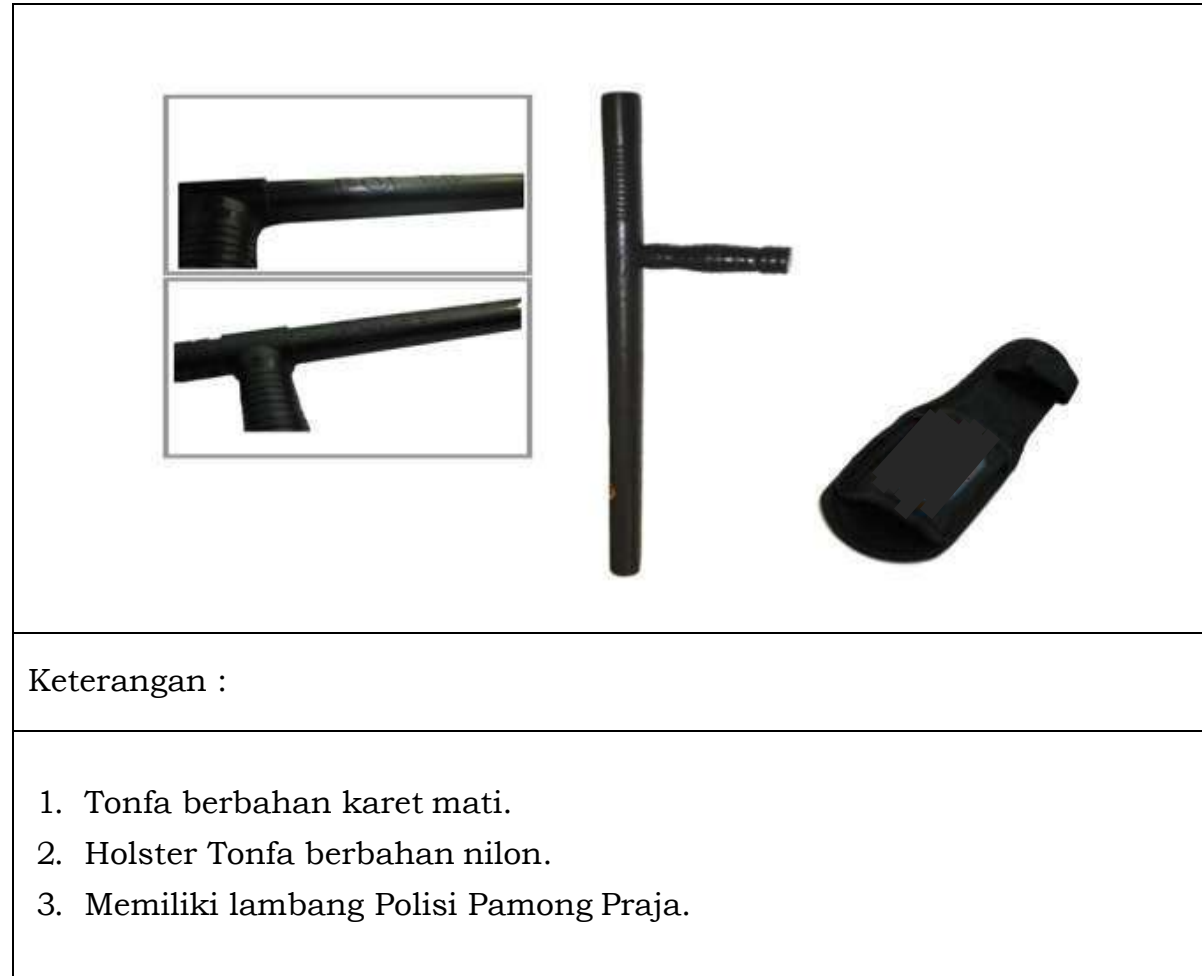 Keterangan :
1. Tonfa berbahan karet mati.
2. Holster Tonfa berbahan nilon.
3. Memiliki lambang Polisi Pamong Praja.